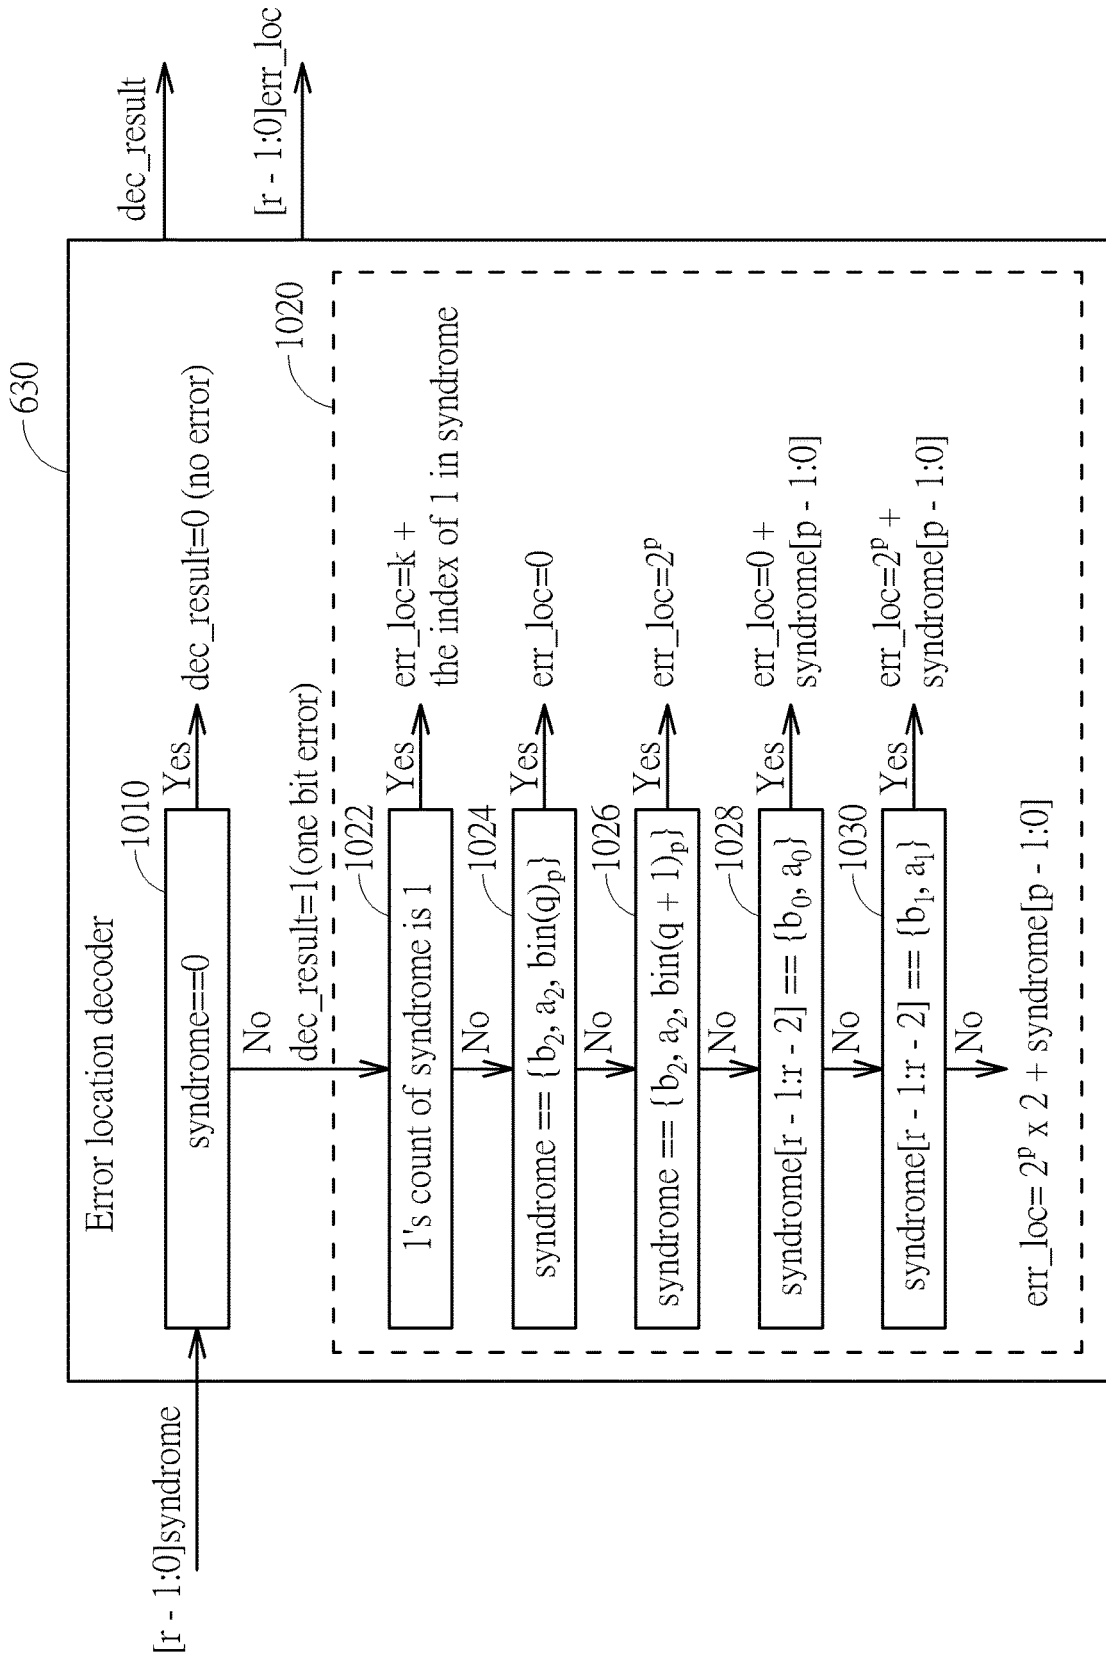 630
Error location decoder
[r - 1:0]syndrome
1010
syndrome==0
Yes
dec_result=0 (no error)
dec_result
No
dec_result=1(one bit error)
[r - 1:0]err_loc
1020
1022
1's count of syndrome is 1
Yes
err_loc=k +
the index of 1 in syndrome
No
1024
syndrome == {b₂, a₂, bin(q)ₚ}
Yes
err_loc=0
No
1026
syndrome == {b₂, a₂, bin(q + 1)ₚ}
Yes
err_loc=2ᵖ
No
1028
syndrome[r - 1:r - 2] == {b₀, a₀}
Yes
err_loc=0 +
syndrome[p - 1:0]
No
1030
syndrome[r - 1:r - 2] == {b₁, a₁}
Yes
err_loc=2ᵖ +
syndrome[p - 1:0]
No
err_loc= 2ᵖ x 2 + syndrome[p - 1:0]